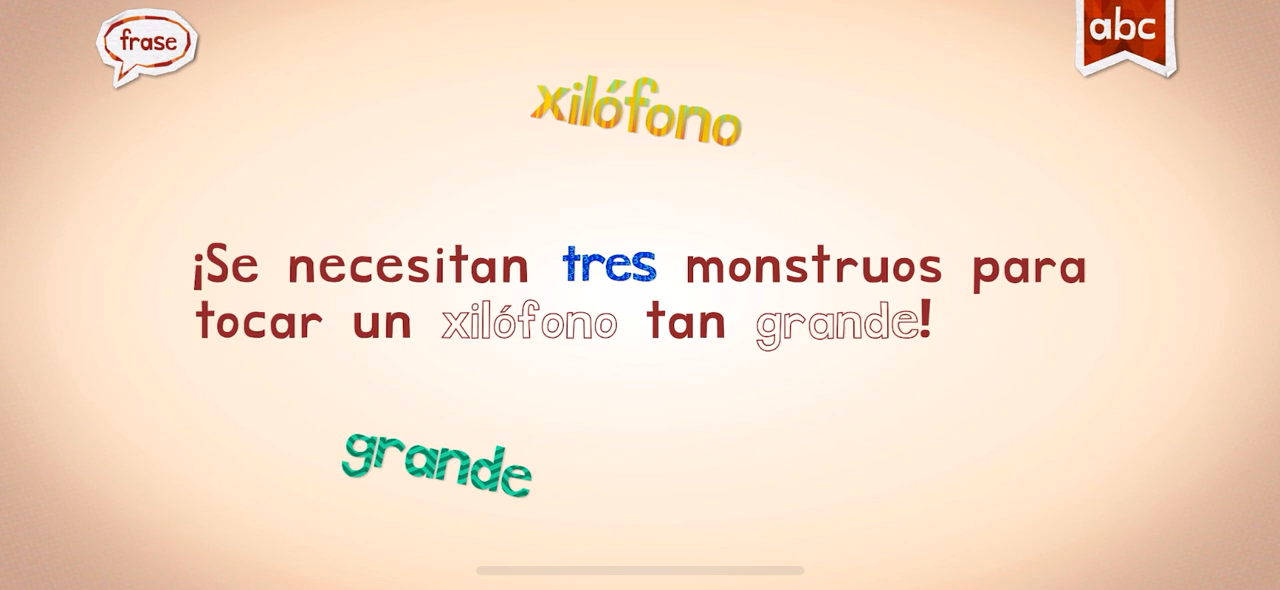 frase
abc
xilófono
¡Se necesitan tres monstruos para
tocar un xilófono tan grande!
grande